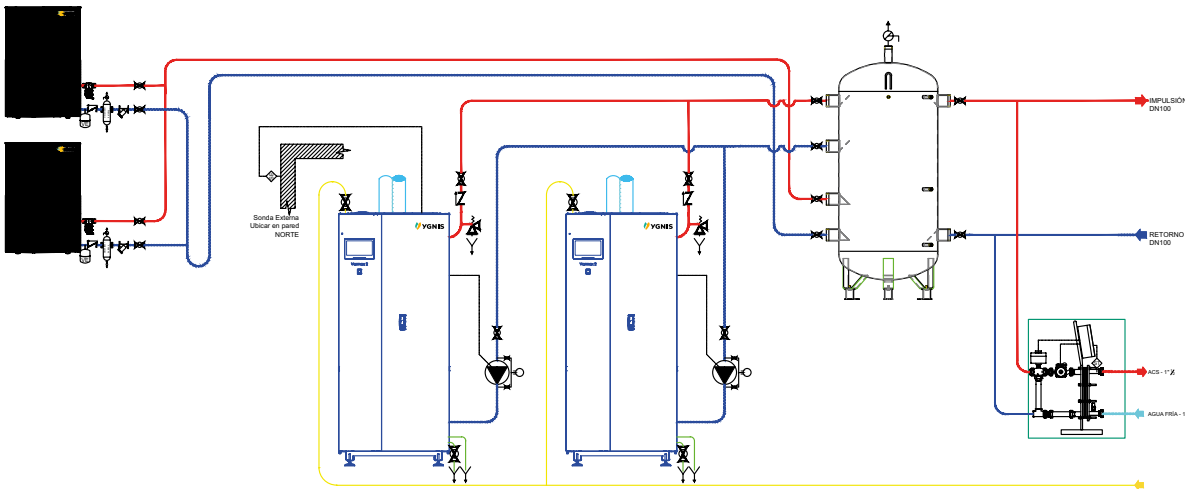 IMPULSIÓN
DN100
Sonda Externa
Ubicar en pared
NORTE
YGNIS
YGNIS
RETORNO
DN100
ACS - 1"
AGUA FRÍA - 1